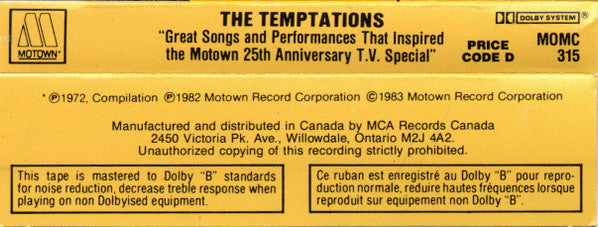 MOTOWN®
THE TEMPTATIONS
"Great Songs and Performances That Inspired
the Motown 25th Anniversary T.V. Special"
DOLBY SYSTEM®
PRICE
CODE D
MOMC
315
* ℗1972, Compilation ℗1982 Motown Record Corporation ©1983 Motown Record Corporation
Manufactured and distributed in Canada by MCA Records Canada
2450 Victoria Pk. Ave., Willowdale, Ontario M2J 4A2.
Unauthorized copying of this recording strictly prohibited.
This tape is mastered to Dolby "B" standards
for noise reduction, decrease treble response when
playing on non Dolbyised equipment.
Ce ruban est enregistré au Dolby "B" pour repro-
duction normale, reduire hautes fréquences lorsque
reproduit sur equipement non Dolby "B".